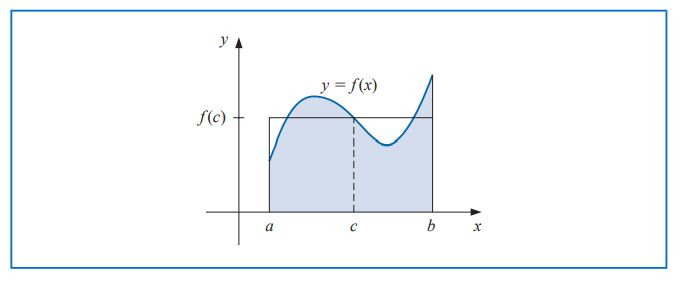 y
y = f(x)
f(c)
a c b x